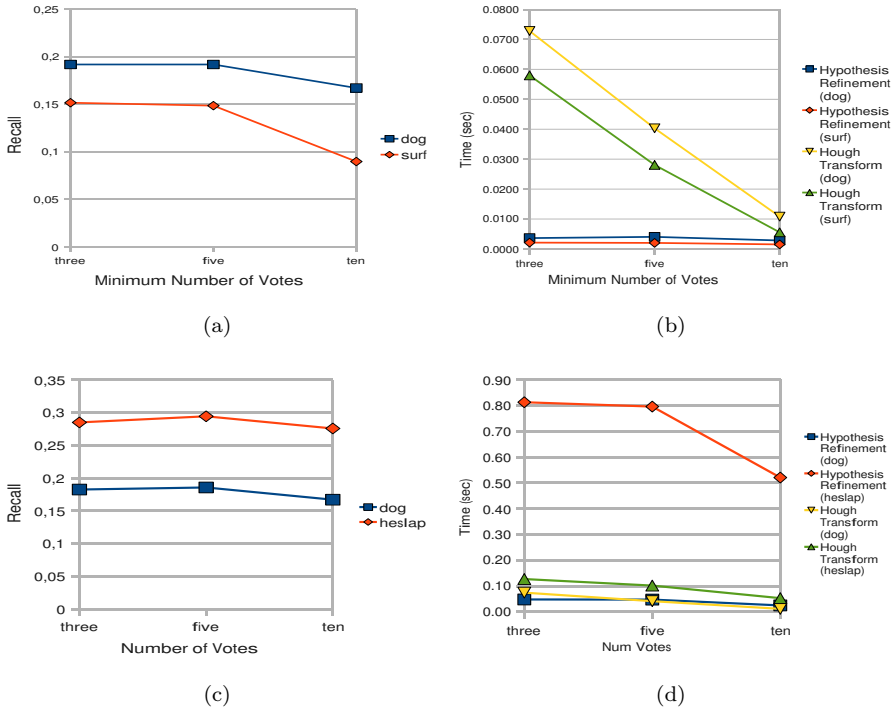 0,25
0,2
0,15
0,1
0,05
0
Recall
three
five
ten
Minimum Number of Votes
dog
surf
(a)
0.0800
0.0700
0.0600
0.0500
0.0400
0.0300
0.0200
0.0100
0.0000
Time (sec)
three
five
ten
Minimum Number of Votes
Hypothesis
Refinement
(dog)
Hypothesis
Refinement
(surf)
Hough
Transform
(dog)
Hough
Transform
(surf)
(b)
0,35
0,3
0,25
0,2
0,15
0,1
0,05
0
Recall
three
five
ten
Number of Votes
dog
heslap
(c)
0.90
0.80
0.70
0.60
0.50
0.40
0.30
0.20
0.10
0.00
Time (sec)
three
five
ten
Num Votes
Hypothesis
Refinement
(dog)
Hypothesis
Refinement
(heslap)
Hough
Transform
(dog)
Hough
Transform
(heslap)
(d)